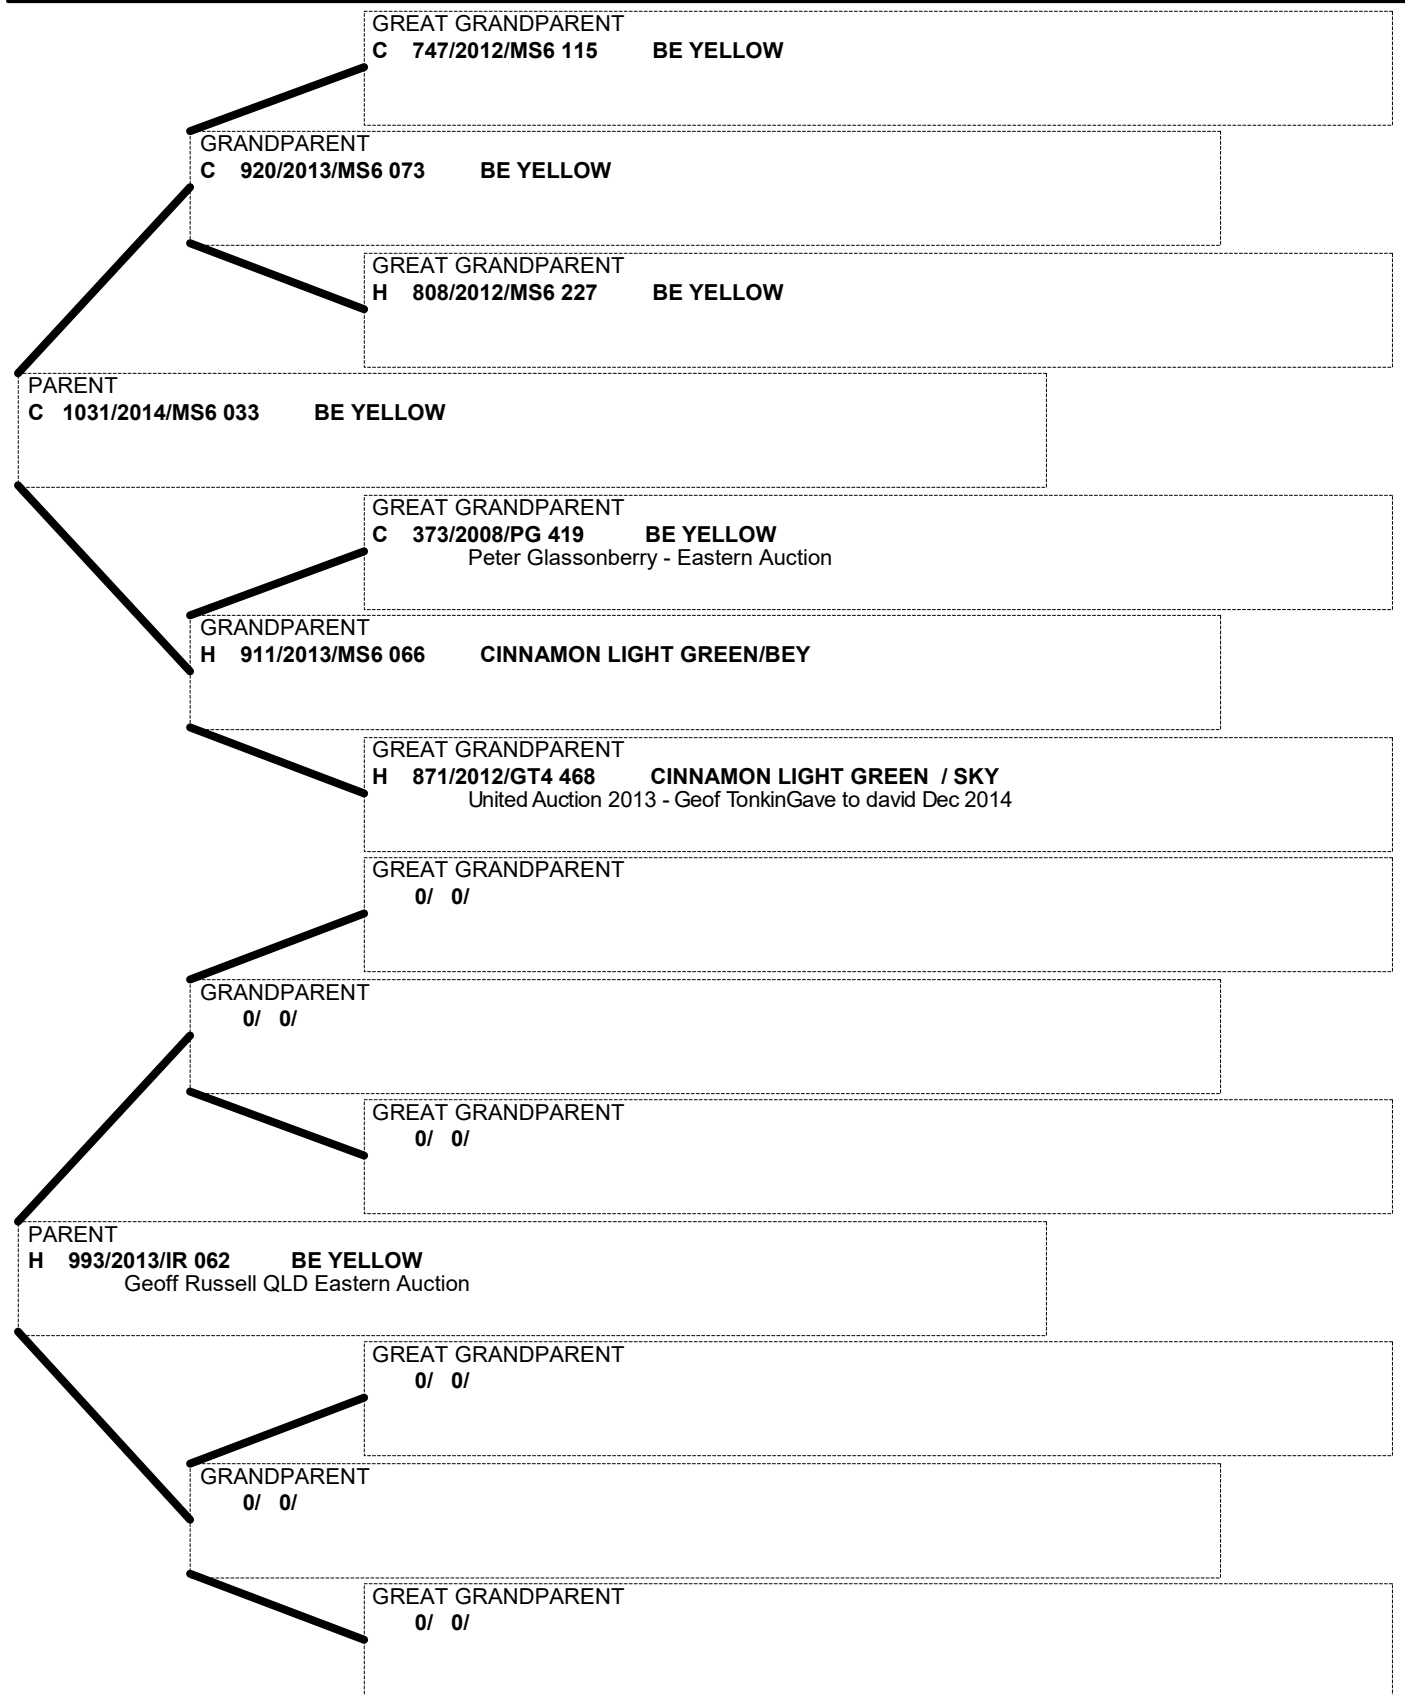 GREAT GRANDPARENT
C 747/2012/MS6 115 BE YELLOW
GRANDPARENT
C 920/2013/MS6 073 BE YELLOW
GREAT GRANDPARENT
H 808/2012/MS6 227 BE YELLOW
PARENT
C 1031/2014/MS6 033 BE YELLOW
GREAT GRANDPARENT
C 373/2008/PG 419 BE YELLOW
Peter Glassonberry - Eastern Auction
GRANDPARENT
H 911/2013/MS6 066 CINNAMON LIGHT GREEN/BEY
GREAT GRANDPARENT
H 871/2012/GT4 468 CINNAMON LIGHT GREEN / SKY
United Auction 2013 - Geof TonkinGave to david Dec 2014
GREAT GRANDPARENT
0/ 0/
GRANDPARENT
0/ 0/
GREAT GRANDPARENT
0/ 0/
PARENT
H 993/2013/IR 062 BE YELLOW
Geoff Russell QLD Eastern Auction
GREAT GRANDPARENT
0/ 0/
GRANDPARENT
0/ 0/
GREAT GRANDPARENT
0/ 0/